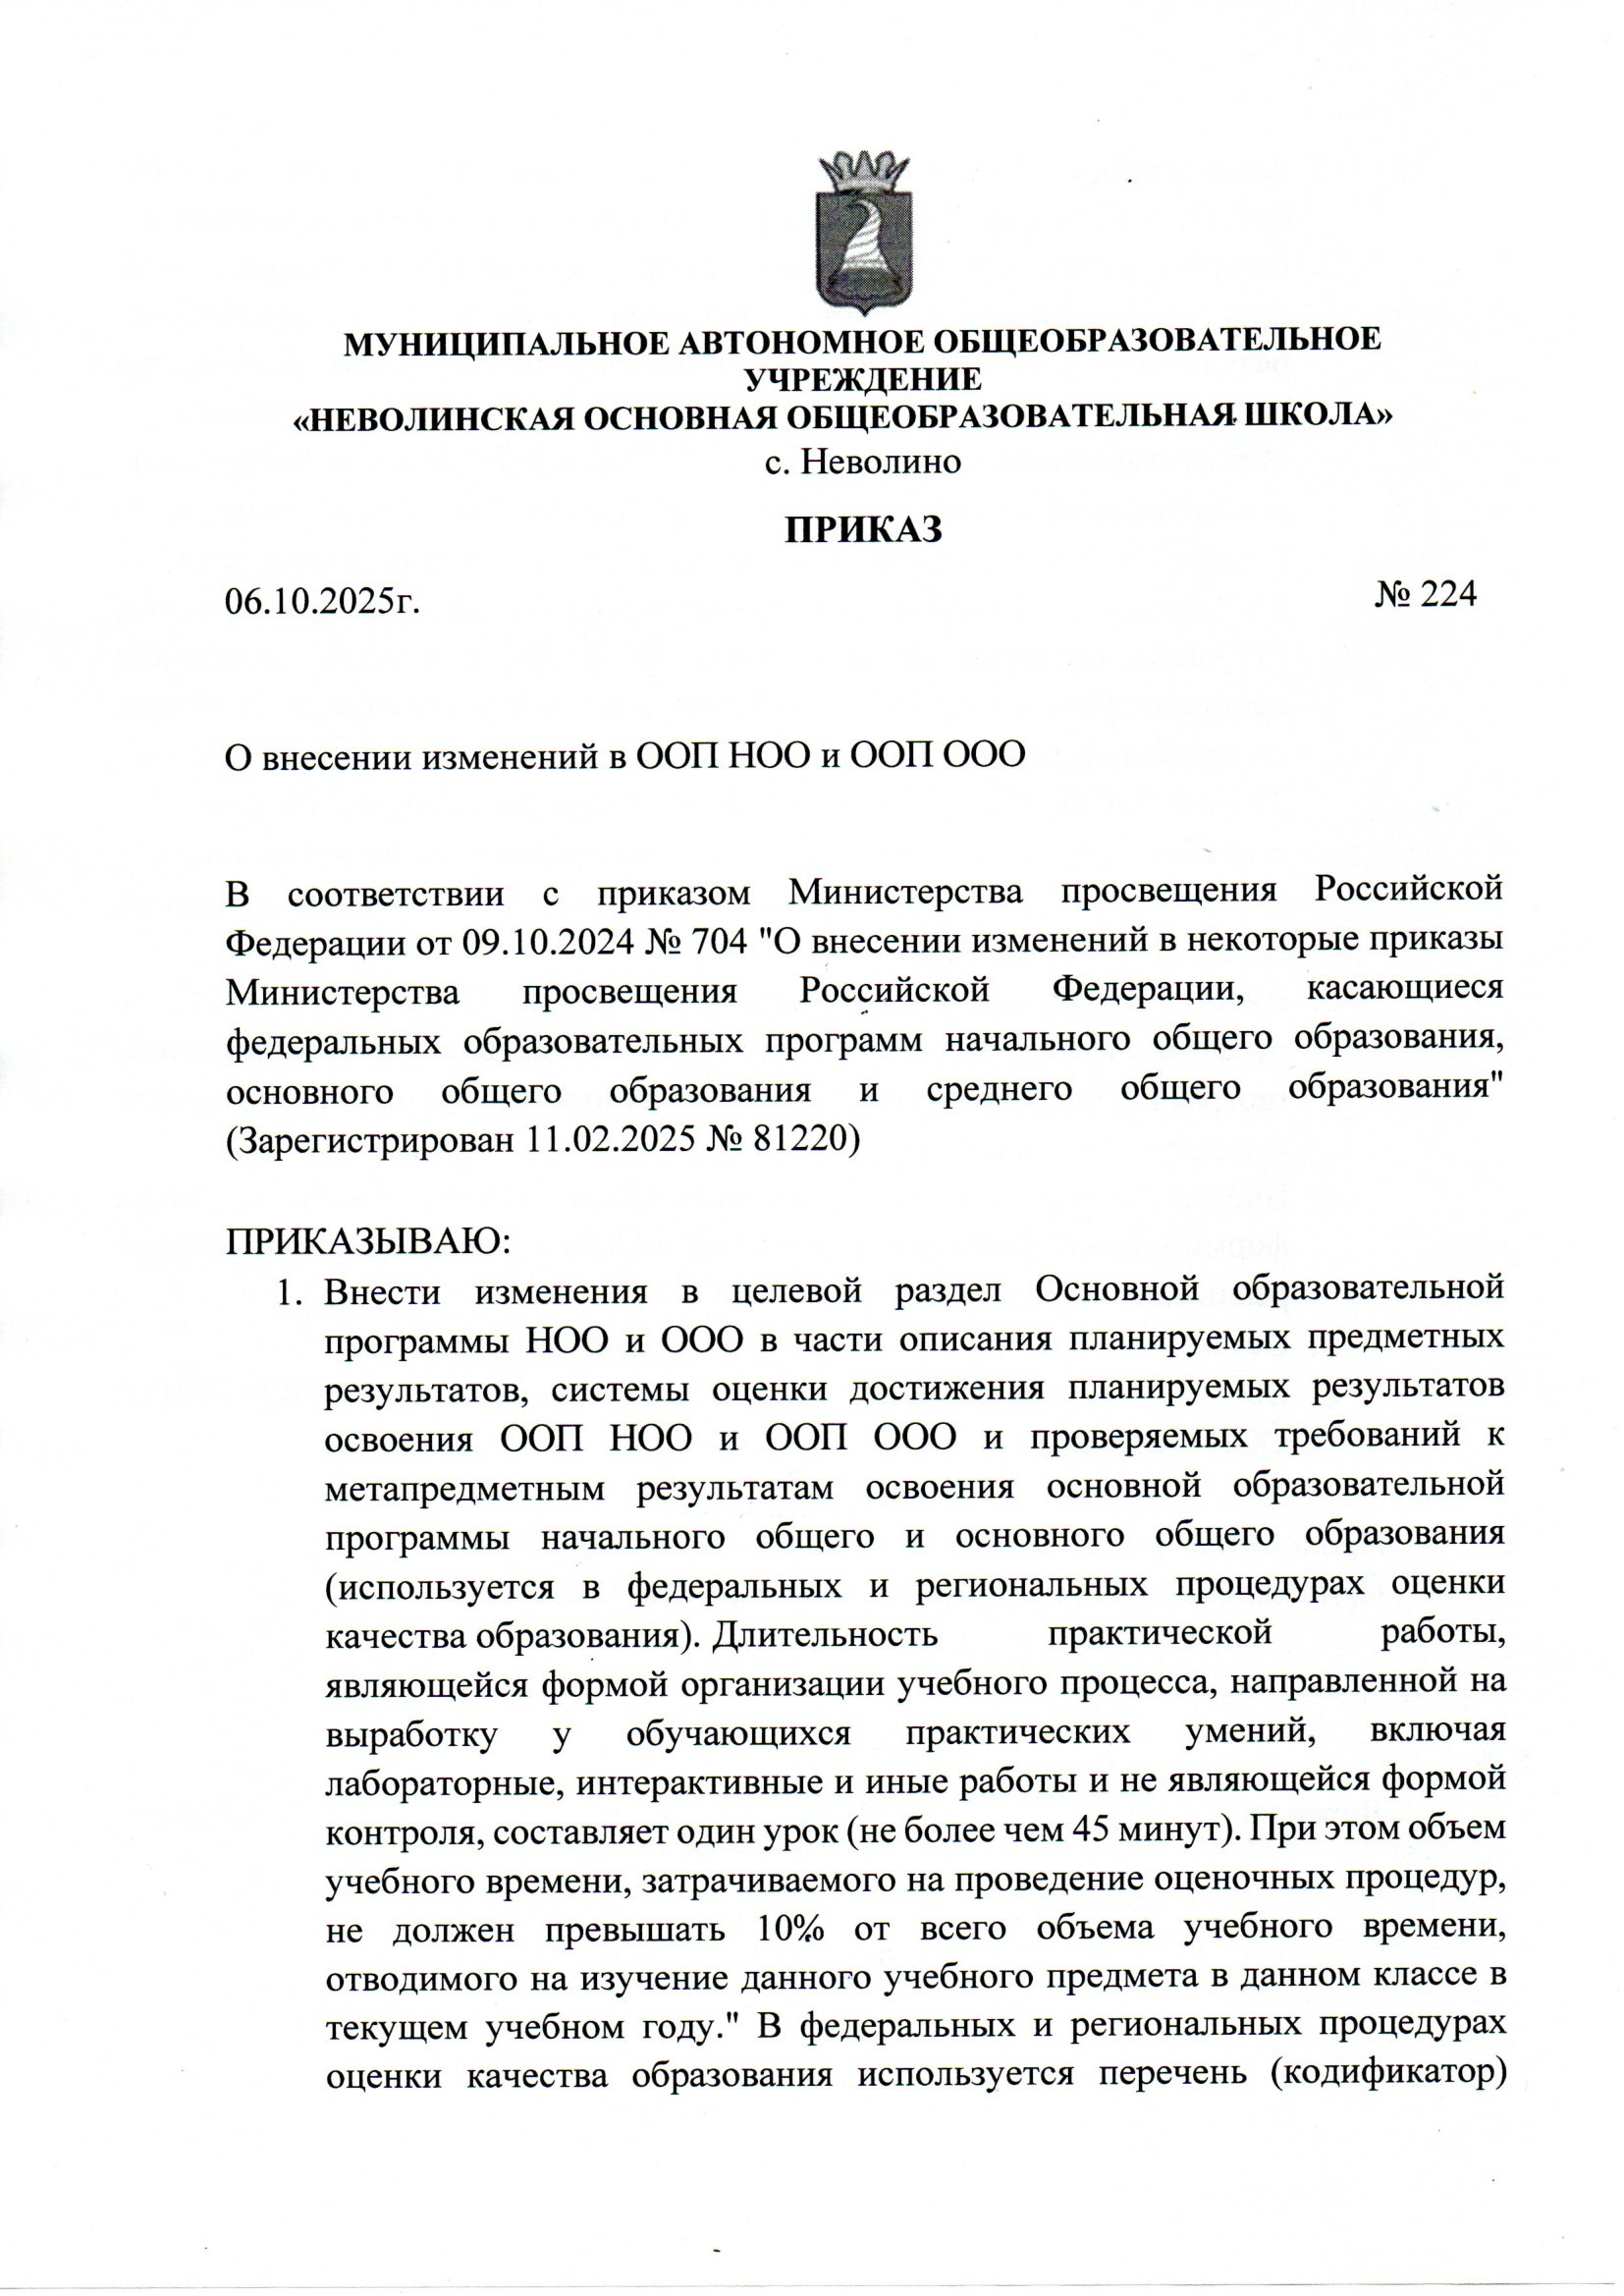 МУНИЦИПАЛЬНОЕ АВТОНОМНОЕ ОБЩЕОБРАЗОВАТЕЛЬНОЕ
УЧРЕЖДЕНИЕ
«НЕВОЛИНСКАЯ ОСНОВНАЯ ОБЩЕОБРАЗОВАТЕЛЬНАЯ ШКОЛА»
с. Неволино
ПРИКАЗ
06.10.2025г. № 224
О внесении изменений в ООП НОО и ООП ООО
В соответствии с приказом Министерства просвещения Российской
Федерации от 09.10.2024 № 704 "О внесении изменений в некоторые приказы
Министерства просвещения Российской Федерации, касающиеся
федеральных образовательных программ начального общего образования,
основного общего образования и среднего общего образования"
(Зарегистрирован 11.02.2025 № 81220)
ПРИКАЗЫВАЮ:
1. Внести изменения в целевой раздел Основной образовательной
программы НОО и ООО в части описания планируемых предметных
результатов, системы оценки достижения планируемых результатов
освоения ООП НОО и ООП ООО и проверяемых требований к
метапредметным результатам освоения основной образовательной
программы начального общего и основного общего образования
(используется в федеральных и региональных процедурах оценки
качества образования). Длительность практической работы,
являющейся формой организации учебного процесса, направленной на
выработку у обучающихся практических умений, включая
лабораторные, интерактивные и иные работы и не являющейся формой
контроля, составляет один урок (не более чем 45 минут). При этом объем
учебного времени, затрачиваемого на проведение оценочных процедур,
не должен превышать 10% от всего объема учебного времени,
отводимого на изучение данного учебного предмета в данном классе в
текущем учебном году." В федеральных и региональных процедурах
оценки качества образования используется перечень (кодификатор)